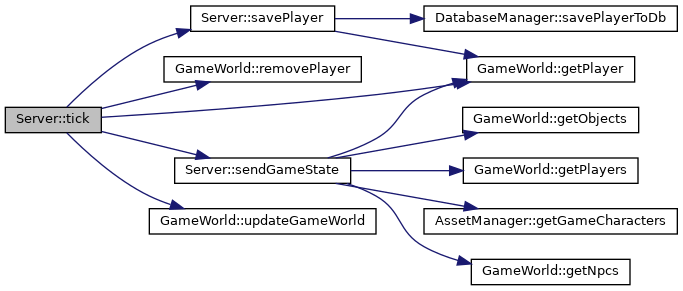 Server::savePlayer
DatabaseManager::savePlayerToDb
GameWorld::removePlayer
GameWorld::getPlayer
Server::tick
GameWorld::getObjects
Server::sendGameState
GameWorld::getPlayers
GameWorld::updateGameWorld
AssetManager::getGameCharacters
GameWorld::getNpcs